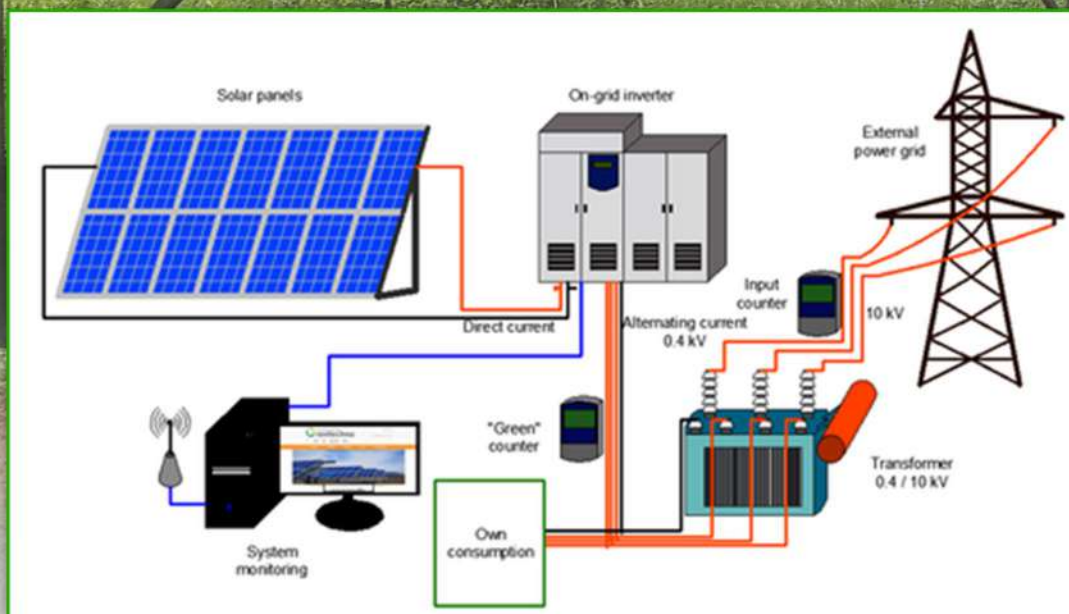 Solar panels
On-grid inverter
External
power grid
Input
counter
10 kV
Direct current
Alternating current
0.4 kV
"Green"
counter
Transformer
0.4 / 10 kV
Own
consumption
System
monitoring